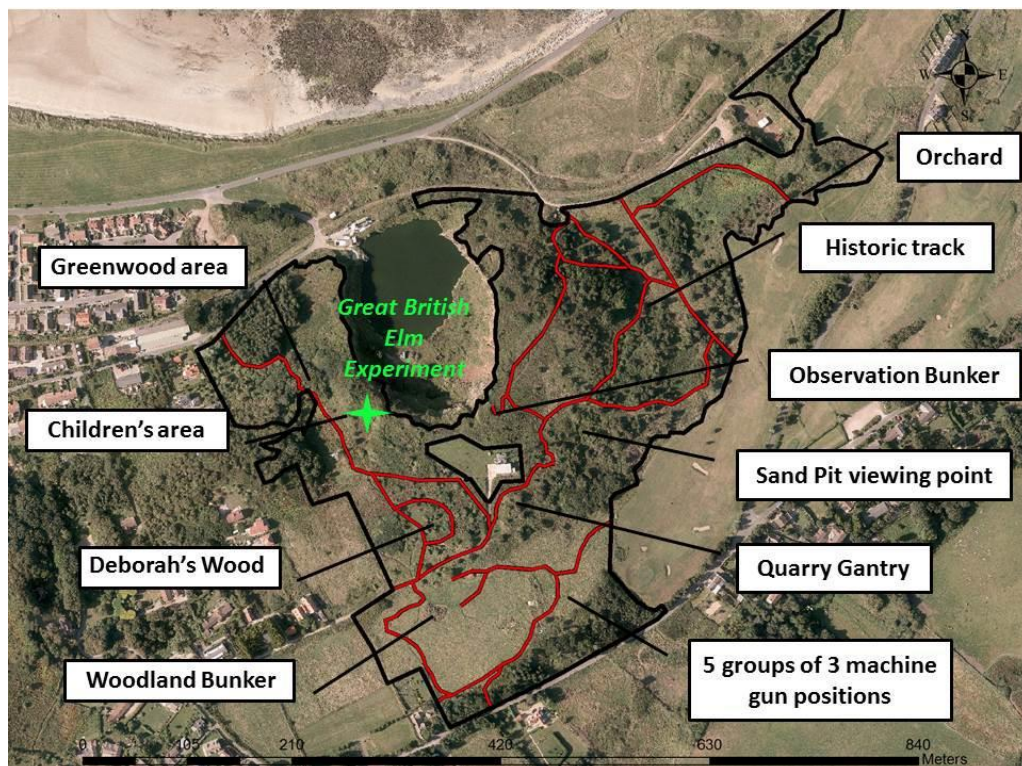 N
W E
S
Orchard
Historic track
Greenwood area
Great British
Elm
Experiment
Observation Bunker
Children's area
Sand Pit viewing point
Deborah's Wood
Quarry Gantry
Woodland Bunker
5 groups of 3 machine
gun positions
0 105 210 420 630 840
Meters